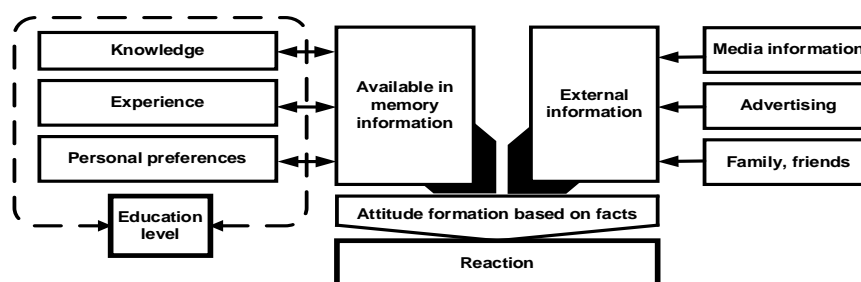 Knowledge
Experience
Personal preferences
Education
level
Available in
memory
information
External
information
Media information
Advertising
Family, friends
Attitude formation based on facts
Reaction